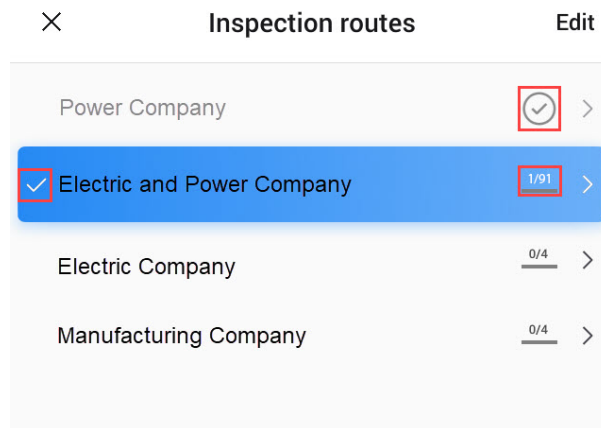 Inspection routes Edit
Power Company
Electric and Power Company 1/91
Electric Company 0/4
Manufacturing Company 0/4